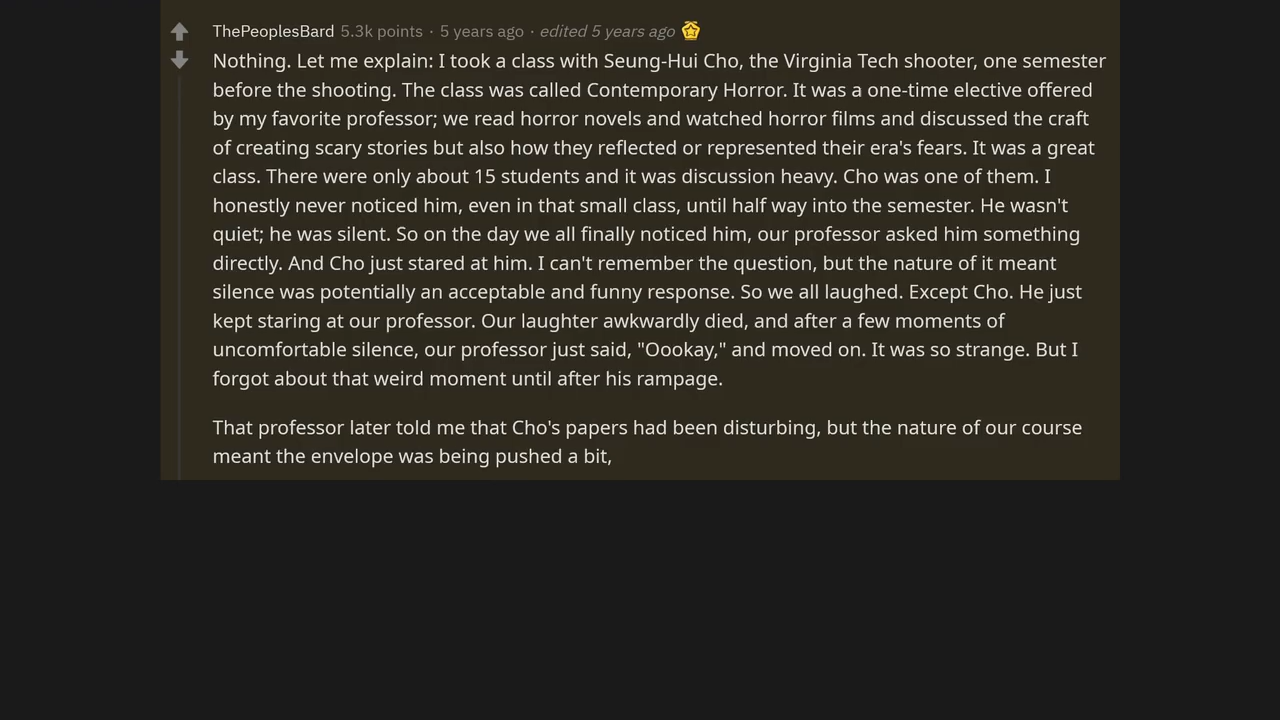 ThePeoplesBard 5.3k points · 5 years ago · edited 5 years ago
Nothing. Let me explain: I took a class with Seung-Hui Cho, the Virginia Tech shooter, one semester
before the shooting. The class was called Contemporary Horror. It was a one-time elective offered
by my favorite professor; we read horror novels and watched horror films and discussed the craft
of creating scary stories but also how they reflected or represented their era's fears. It was a great
class. There were only about 15 students and it was discussion heavy. Cho was one of them. I
honestly never noticed him, even in that small class, until half way into the semester. He wasn't
quiet; he was silent. So on the day we all finally noticed him, our professor asked him something
directly. And Cho just stared at him. I can't remember the question, but the nature of it meant
silence was potentially an acceptable and funny response. So we all laughed. Except Cho. He just
kept staring at our professor. Our laughter awkwardly died, and after a few moments of
uncomfortable silence, our professor just said, "Oookay," and moved on. It was so strange. But I
forgot about that weird moment until after his rampage.
That professor later told me that Cho's papers had been disturbing, but the nature of our course
meant the envelope was being pushed a bit,